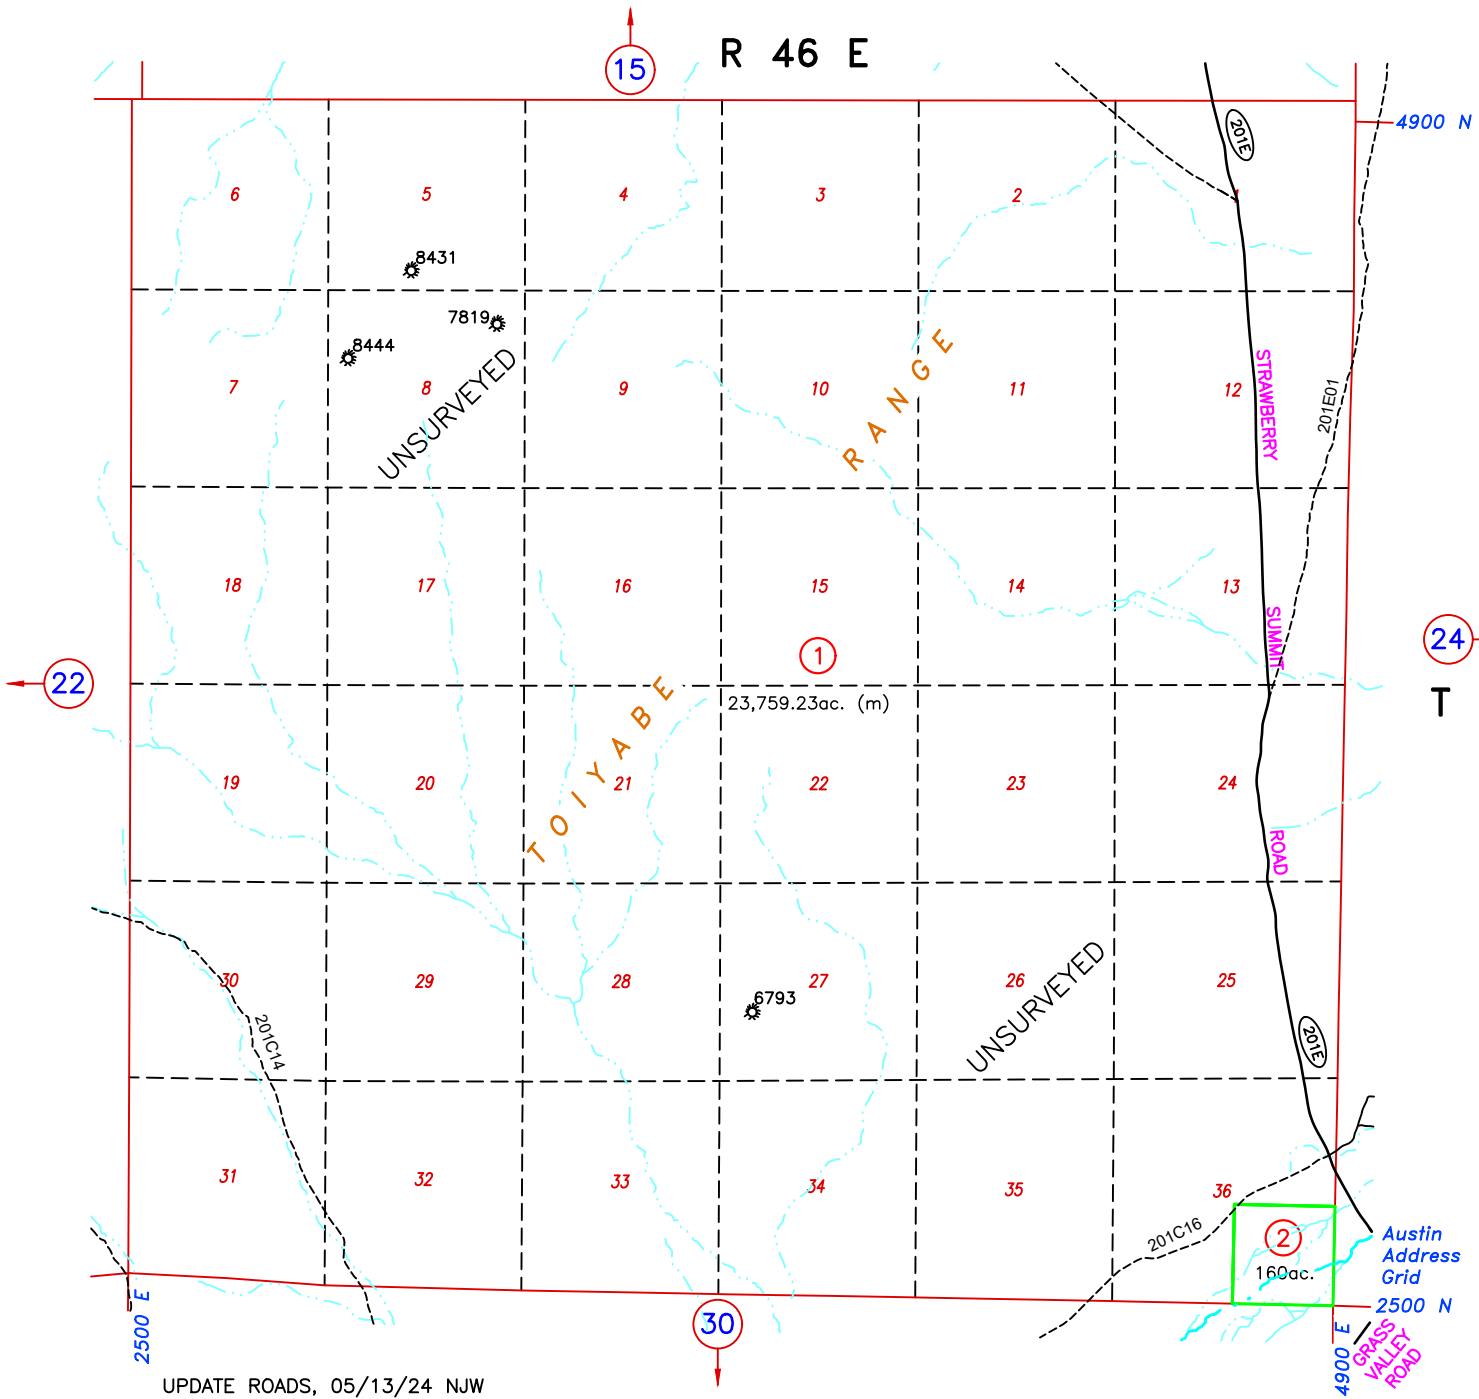 R 46 E
15
4900 N
201E
6
5
4
3
2
1
8431
7819
8444
7
8
9
10
11
12
UNSURVEYED
RANGE
STRAWBERRY
201E01
18
17
16
15
14
13
SUMMIT
1
24
22
T
23,759.23ac. (m)
TOIYABE
19
20
21
22
23
24
ROAD
30
29
28
27
26
25
6793
UNSURVEYED
201C14
201E
31
32
33
34
35
36
201C16
2
160ac.
Austin
Address
Grid
2500 N
2500 E
30
4900 E
GRASS
VALLEY
ROAD
UPDATE ROADS, 05/13/24 NJW